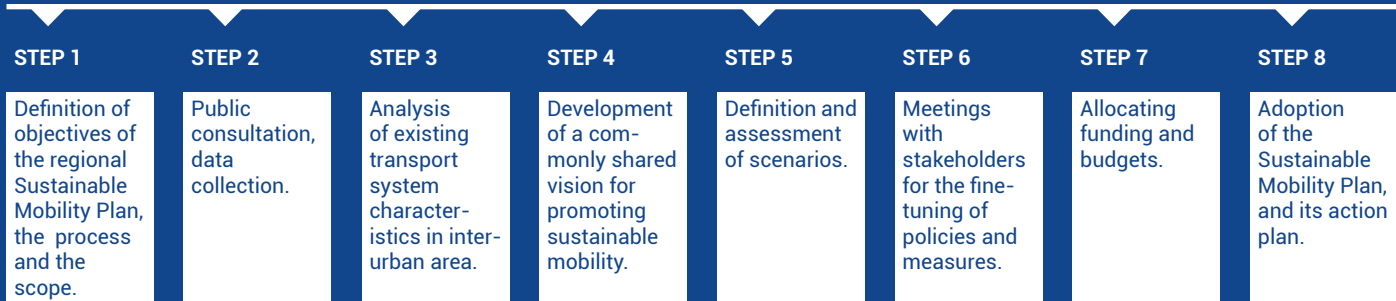 STEP 1
Definition of
objectives of
the regional
Sustainable
Mobility Plan,
the process
and the
scope.
STEP 2
Public
consultation,
data
collection.
STEP 3
Analysis
of existing
transport
system
character-
istics in inter-
urban area.
STEP 4
Development
of a com-
monly shared
vision for
promoting
sustainable
mobility.
STEP 5
Definition and
assessment
of scenarios.
STEP 6
Meetings
with
stakeholders
for the fine-
tuning of
policies and
measures.
STEP 7
Allocating
funding and
budgets.
STEP 8
Adoption
of the
Sustainable
Mobility Plan,
and its action
plan.